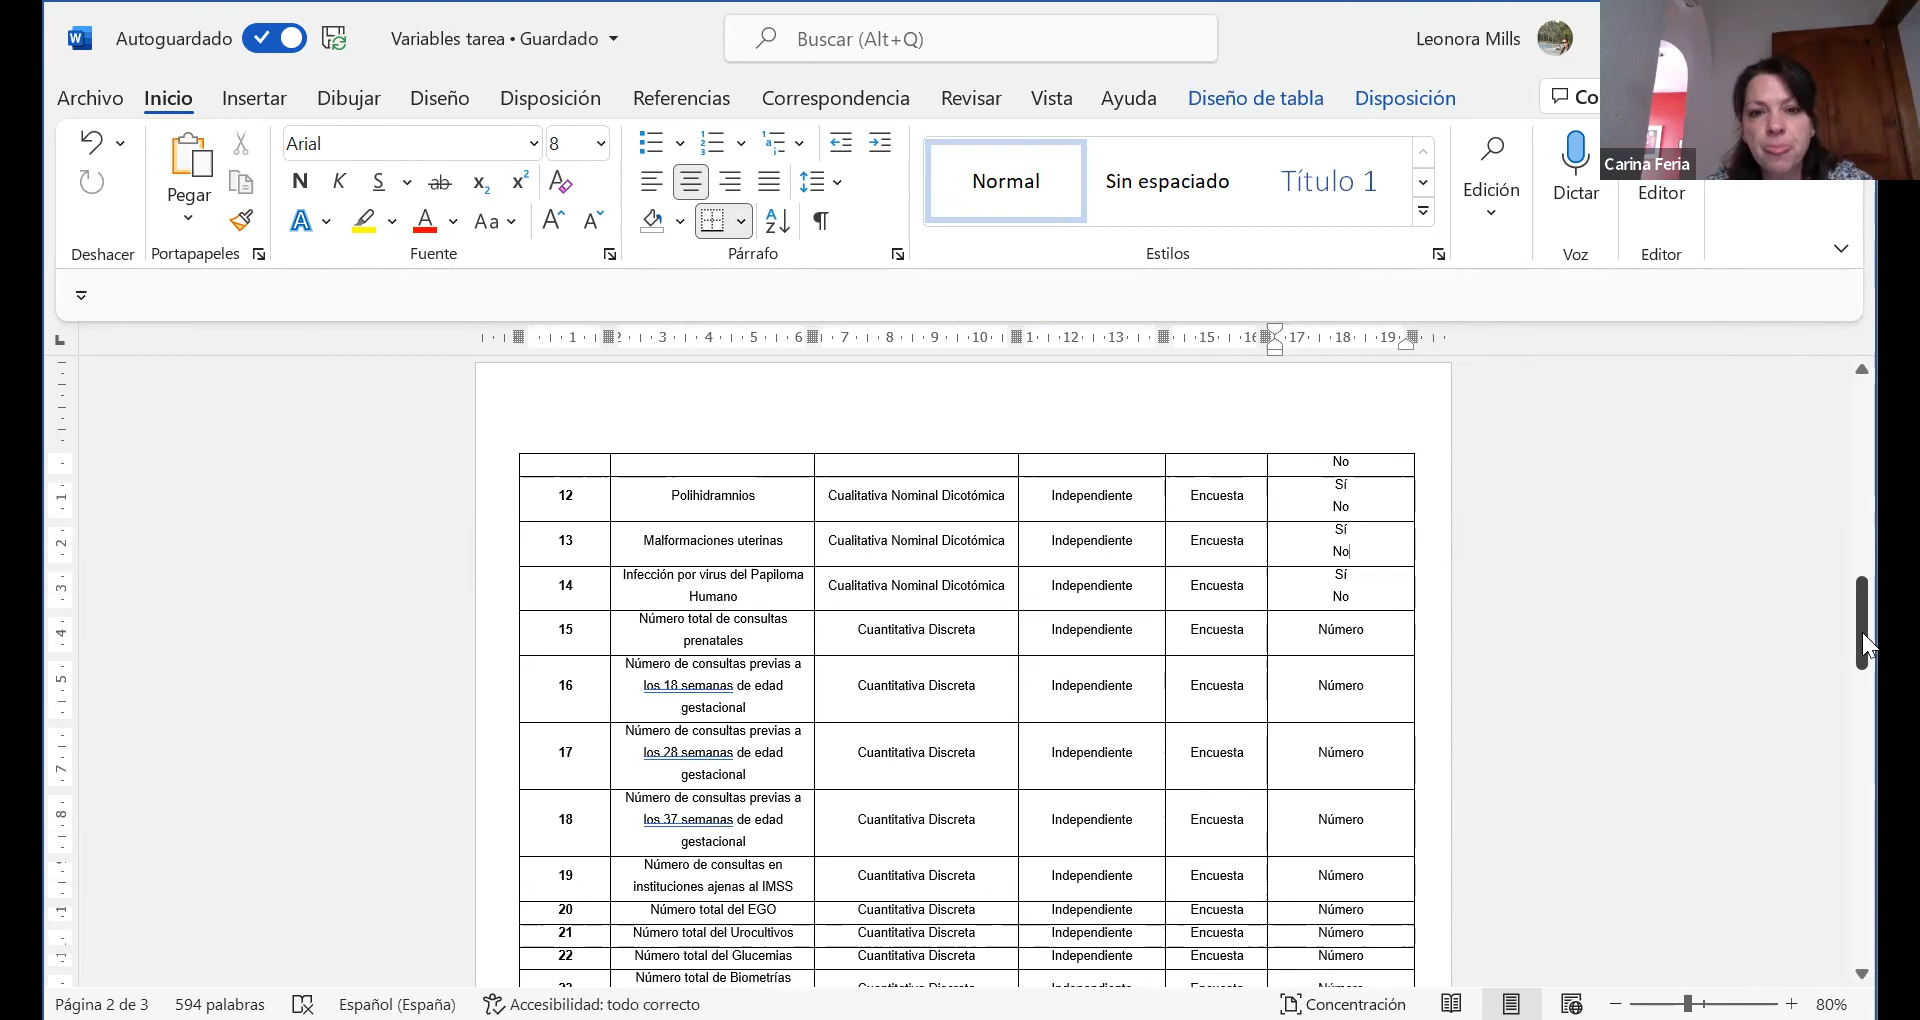 Autoguardado
Variables tarea • Guardado
Buscar (Alt+Q)
Leonora Mills
Archivo Inicio Insertar Dibujar Diseño Disposición Referencias Correspondencia Revisar Vista Ayuda Diseño de tabla Disposición
Co
Carina Feria
Pegar
Arial 8
N K S ab x2 x2
Aa
Normal
Sin espaciado
Título 1
Edición
Dictar
Editor
Deshacer
Portapapeles
Fuente
Párrafo
Estilos
Voz
Editor
No
12 Polihidramnios Cualitativa Nominal Dicotómica Independiente Encuesta Sí
No
13 Malformaciones uterinas Cualitativa Nominal Dicotómica Independiente Encuesta Sí
No
14 Infección por virus del Papiloma
Humano Cualitativa Nominal Dicotómica Independiente Encuesta Sí
No
15 Número total de consultas
prenatales Cuantitativa Discreta Independiente Encuesta Número
16 Número de consultas previas a
los 18 semanas de edad
gestacional Cuantitativa Discreta Independiente Encuesta Número
17 Número de consultas previas a
los 28 semanas de edad
gestacional Cuantitativa Discreta Independiente Encuesta Número
18 Número de consultas previas a
los 37 semanas de edad
gestacional Cuantitativa Discreta Independiente Encuesta Número
19 Número de consultas en
instituciones ajenas al IMSS Cuantitativa Discreta Independiente Encuesta Número
20 Número total del EGO Cuantitativa Discreta Independiente Encuesta Número
21 Número total del Urocultivos Cuantitativa Discreta Independiente Encuesta Número
22 Número total del Glucemias Cuantitativa Discreta Independiente Encuesta Número
Número total de Biometrías
Página 2 de 3
594 palabras
Español (España)
Accesibilidad: todo correcto
Concentración
80%